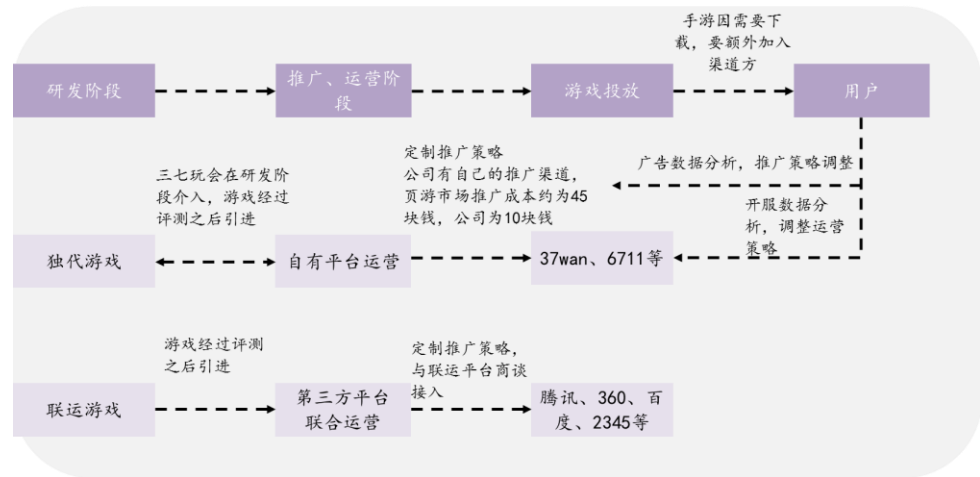 手游因需要下
载，要额外加入
渠道方
研发阶段
推广、运营阶
段
游戏投放
用户
三七玩会在研发阶
段介入，游戏经过
评测之后引进
定制推广策略
公司有自己的推广渠道，
页游市场推广成本约为45
块钱，公司为10块钱
广告数据分析，推广策略调整
开服数据分
析，调整运营
策略
独代游戏
自有平台运营
37wan、6711等
游戏经过评测
之后引进
定制推广策略，
与联运平台商谈
接入
联运游戏
第三方平台
联合运营
腾讯、360、百
度、2345等